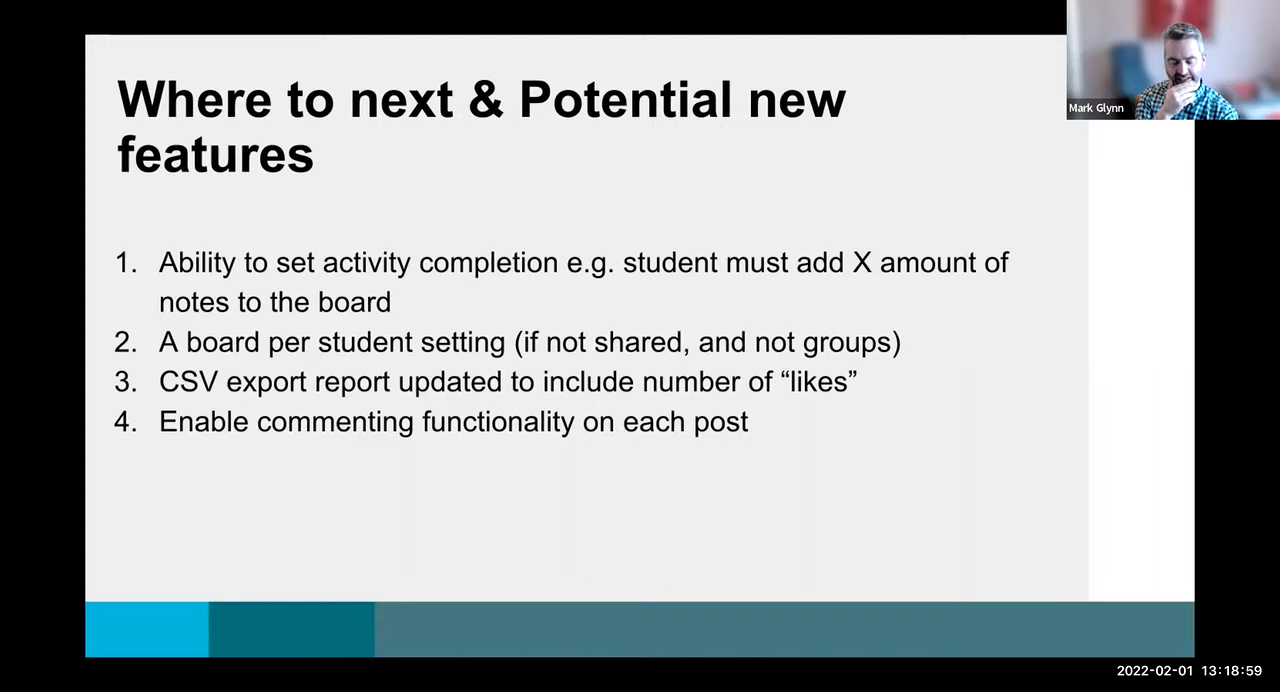 Where to next & Potential new
features
1. Ability to set activity completion e.g. student must add X amount of
notes to the board
2. A board per student setting (if not shared, and not groups)
3. CSV export report updated to include number of “likes”
4. Enable commenting functionality on each post
Mark Glynn
2022-02-01 13:18:59